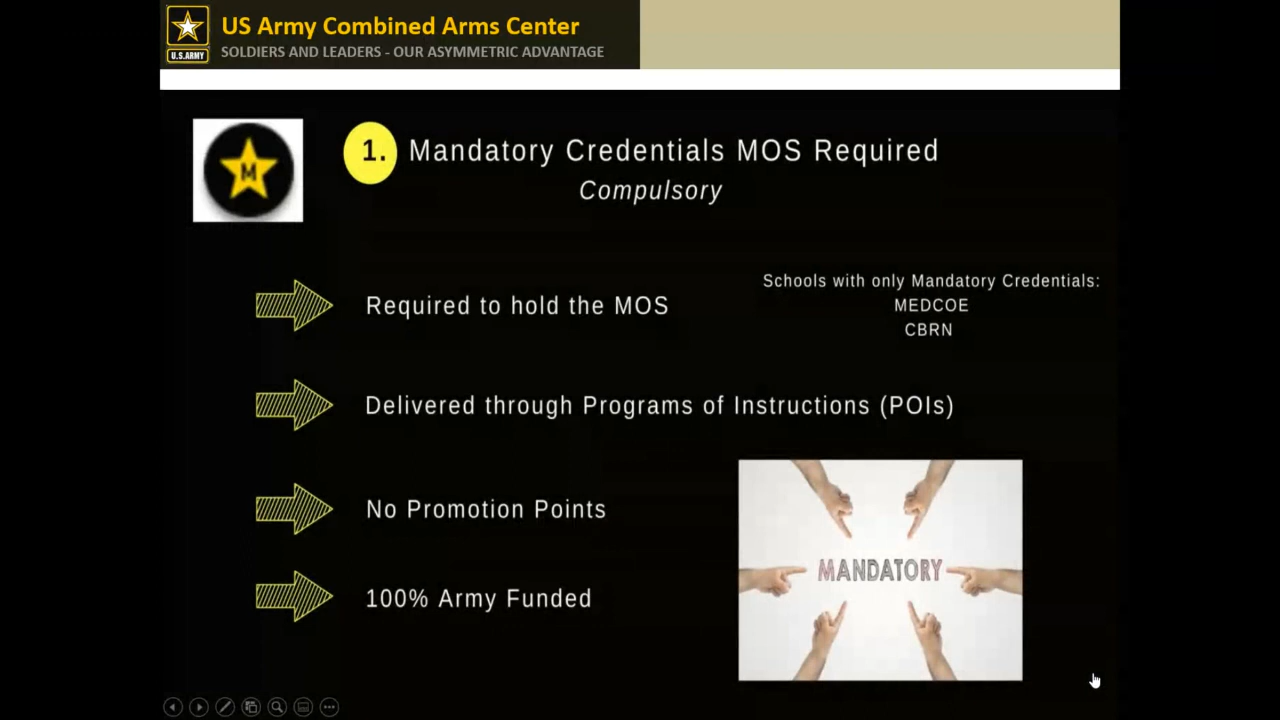 US Army Combined Arms Center
SOLDIERS AND LEADERS - OUR ASYMMETRIC ADVANTAGE
U.S.ARMY
M
1. Mandatory Credentials MOS Required
Compulsory
Schools with only Mandatory Credentials:
MEDCOE
CBRN
Required to hold the MOS
Delivered through Programs of Instructions (POIs)
No Promotion Points
MANDATORY
100% Army Funded